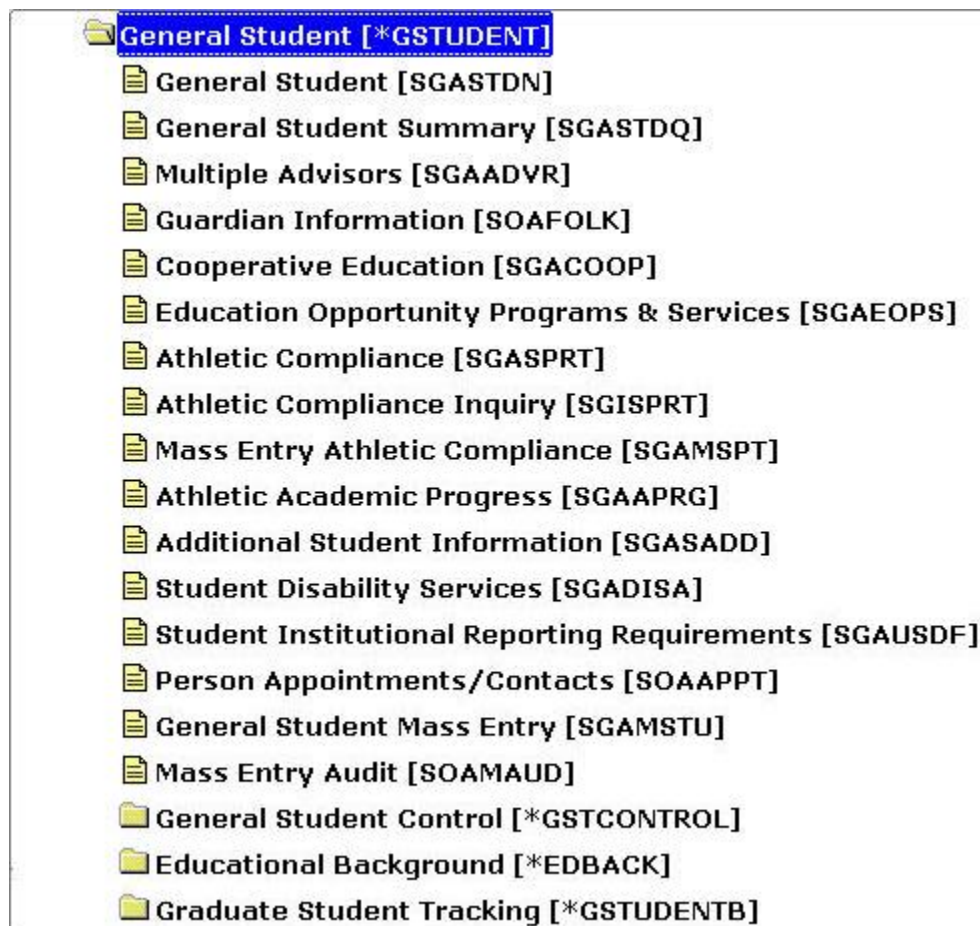 General Student [*GSTUDENT]
General Student [SGASTDN]
General Student Summary [SGASTDQ]
Multiple Advisors [SGAADVR]
Guardian Information [SOAFOLK]
Cooperative Education [SGACOOP]
Education Opportunity Programs & Services [SGAEOPS]
Athletic Compliance [SGASPRT]
Athletic Compliance Inquiry [SGISPRT]
Mass Entry Athletic Compliance [SGAMSPT]
Athletic Academic Progress [SGAAPRG]
Additional Student Information [SGASADD]
Student Disability Services [SGADISA]
Student Institutional Reporting Requirements [SGAUSDF]
Person Appointments/Contacts [SOAAPPT]
General Student Mass Entry [SGAMSTU]
Mass Entry Audit [SOAMAUD]
General Student Control [*GSTCONTROL]
Educational Background [*EDBACK]
Graduate Student Tracking [*GSTUDENTB]